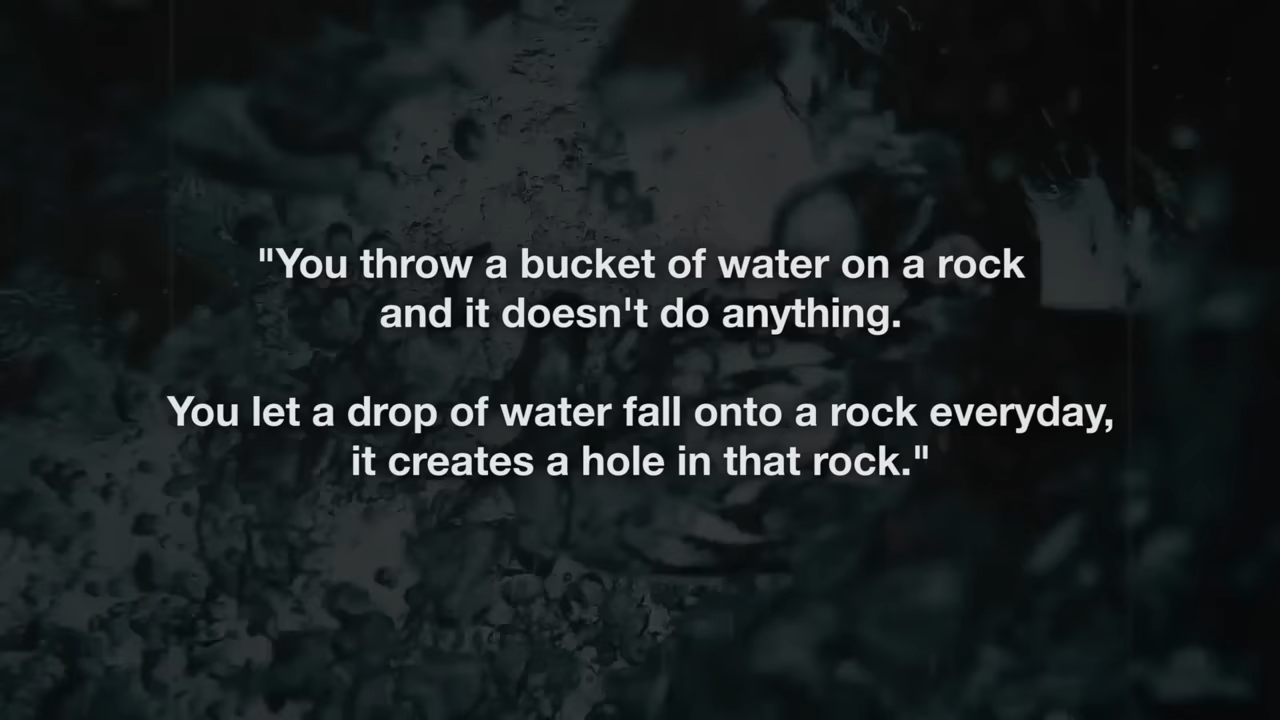 "You throw a bucket of water on a rock
and it doesn't do anything.
You let a drop of water fall onto a rock everyday,
it creates a hole in that rock."